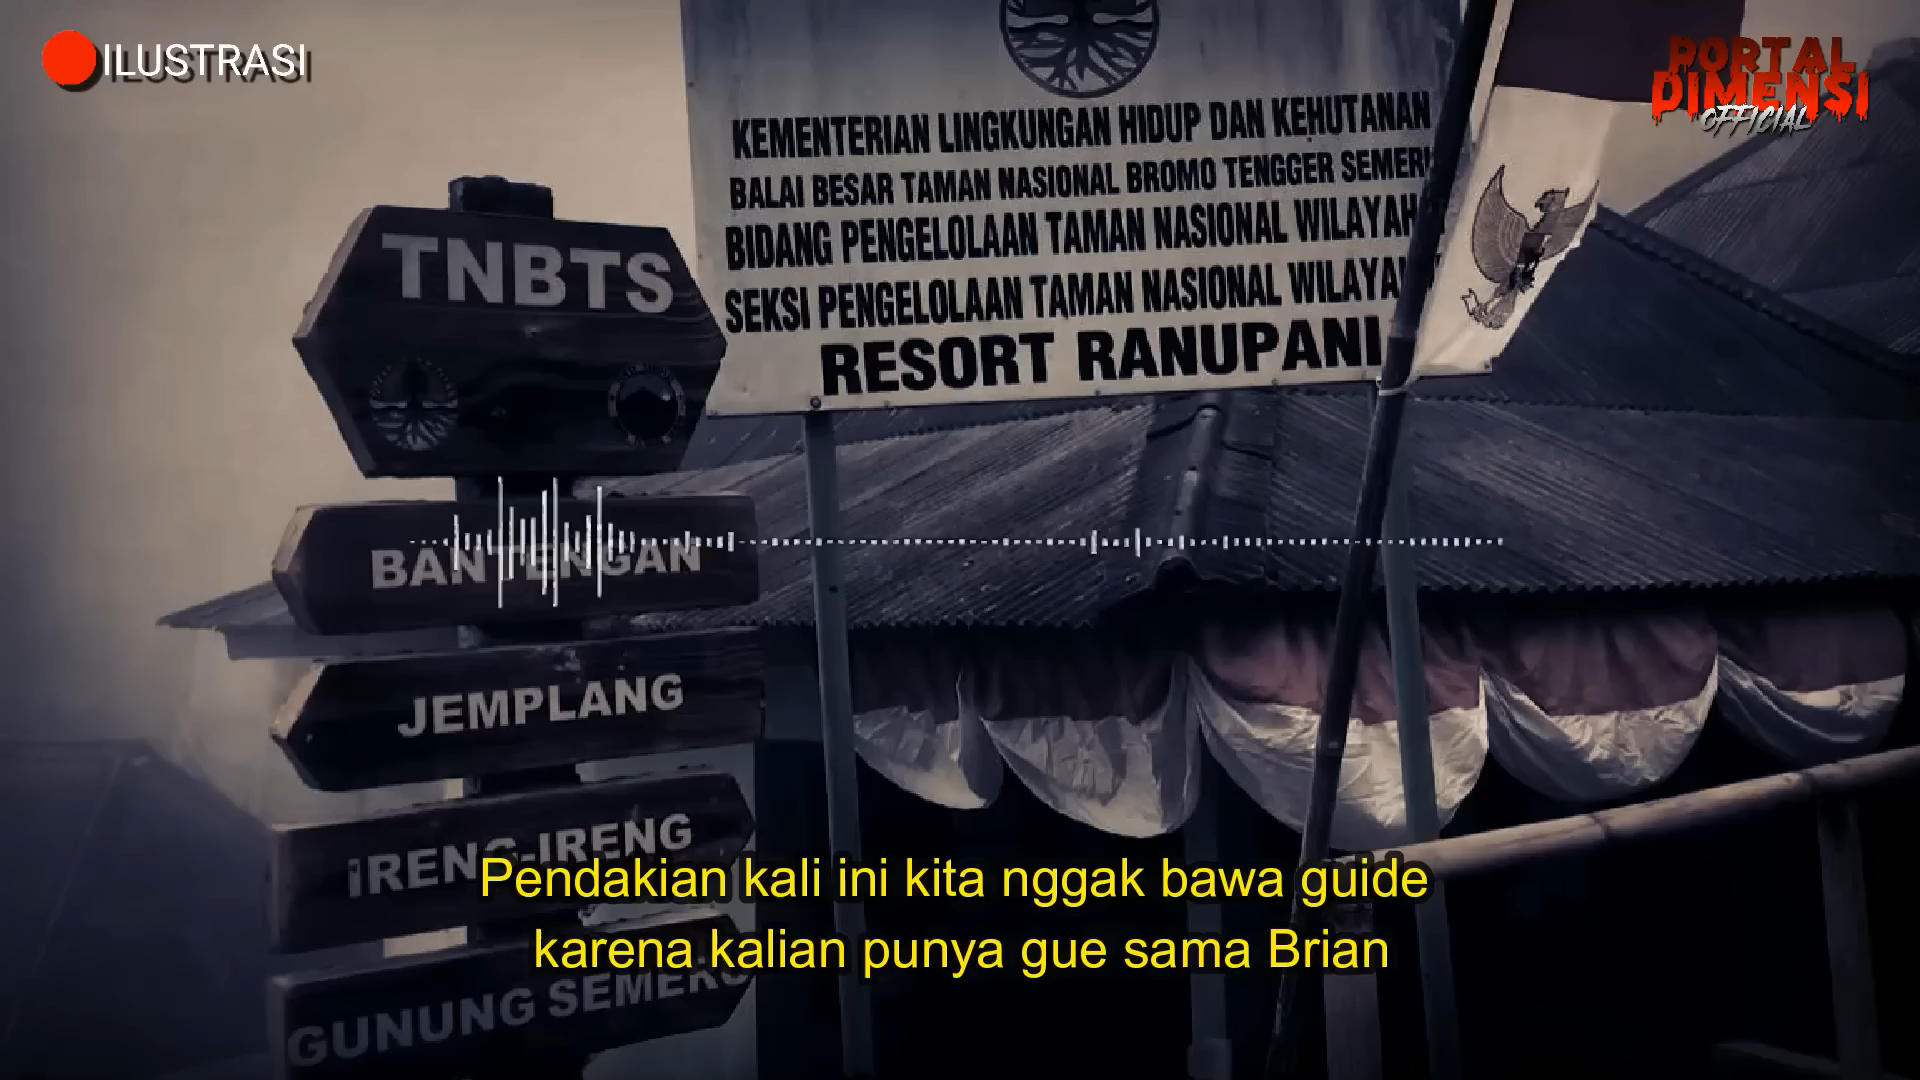 ILUSTRASI
PORTAL
DIMENSI
OFFICIAL
KEMENTERIAN LINGKUNGAN HIDUP DAN KEHUTANAN
BALAI BESAR TAMAN NASIONAL BROMO TENGGER SEMER
BIDANG PENGELOLAAN TAMAN NASIONAL WILAYAH
SEKSI PENGELOLAAN TAMAN NASIONAL WILAYA
RESORT RANUPANI
TNBTS
BANTENGAN
JEMPLANG
IRENG-IRENG
GUNUNG SEMERU
Pendakian kali ini kita nggak bawa guide
karena kalian punya gue sama Brian